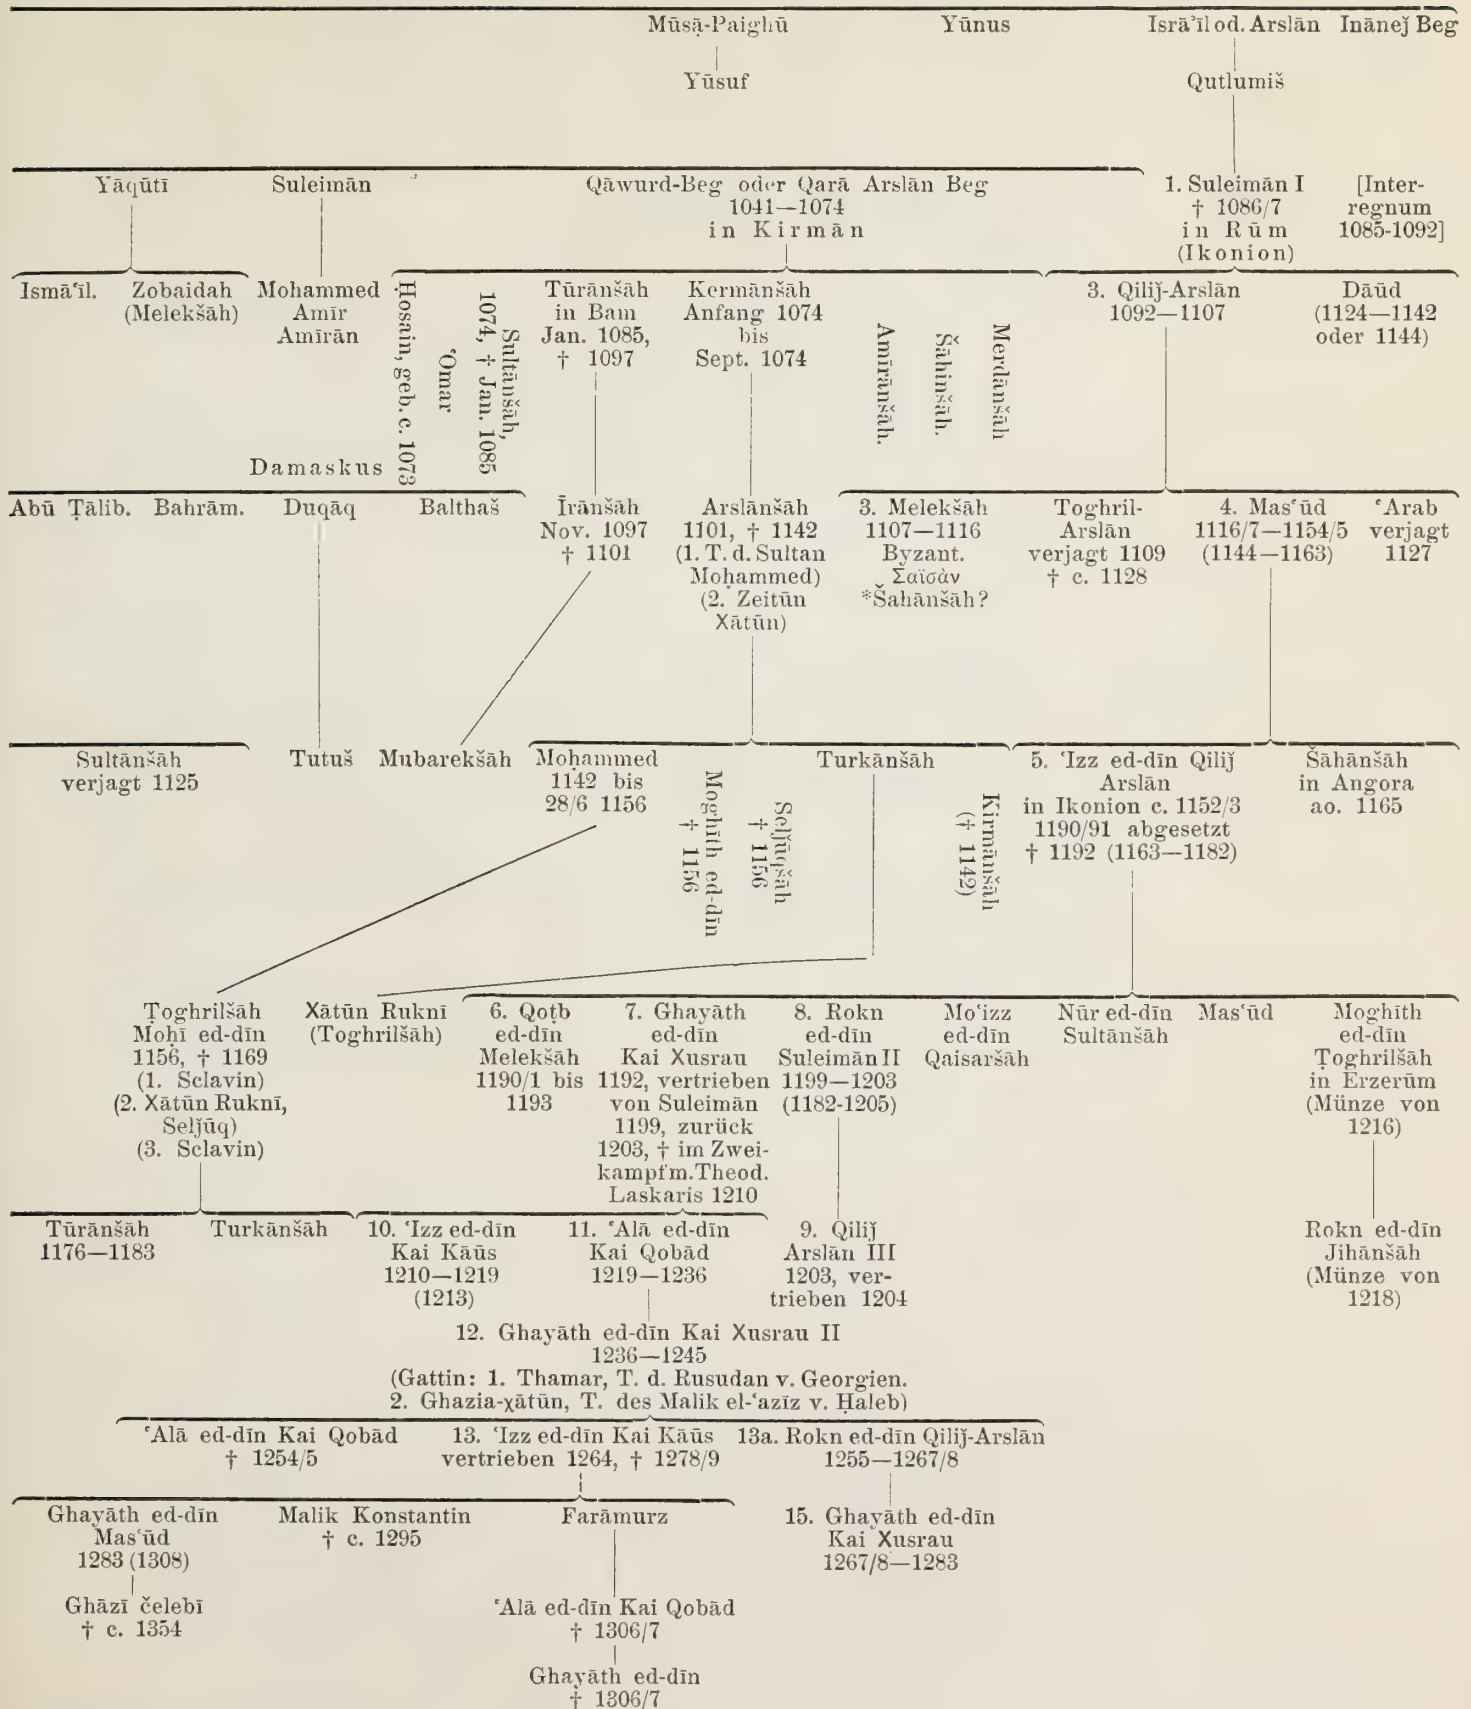 Mūsạ-Paighū Yūnus Isrā’īl od. Arslān Ināneǰ Beg
Yūsuf Qutlumiš
Yāqūtī Suleimān Qāwurd-Beg oder Qarā Arslān Beg
1041—1074
in Kirmān
1. Suleimān I
† 1086/7
in Rūm
(Ikonion)
[Inter-
regnum
1085-1092]
Ismā‘īl.
Zobaidah
(Melekšāh)
Mohammed
Amīr
Amīrān
Hosain, geb. c. 1073
‘Omar
Sultānšāh,
1074, † Jan. 1085
Tūrānšāh
in Bam
Jan. 1085,
† 1097
Kermānšāh
Anfang 1074
bis
Sept. 1074
Amīrānšāh.
Šāhinšāh.
Merdānšāh
3. Qiliǰ-Arslān
1092—1107
Dāūd
(1124—1142
oder 1144)
Damaskus
Abū Ṭālib. Bahrām. Duqāq Balthaš
Īrānšāh
Nov. 1097
† 1101
Arslānšāh
1101, † 1142
(1. T. d. Sultan
Moḥammed)
(2. Zeitūn
Xātūn)
3. Melekšāh
1107—1116
Byzant.
Σαϊσὰν
*Šahānšāh?
Toghril-
Arslān
verjagt 1109
† c. 1128
4. Mas‘ūd
1116/7—1154/5
(1144—1163)
‘Arab
verjagt
1127
Sultānšāh
verjagt 1125
Tutuš
Mubarekšāh
Moḥammed
1142 bis
28/6 1156
Moghīth ed-dīn
† 1156
Selǰūqšāh
† 1156
Turkānšāh
Kirmānšāh
(† 1142)
5. ‘Izz ed-dīn Qiliǰ
Arslān
in Ikonion c. 1152/3
1190/91 abgesetzt
† 1192 (1163—1182)
Šāhānšāh
in Angora
ao. 1165
Ṭoghrilšāh
Moḥī ed-dīn
1156, † 1169
(1. Sclavin)
(2. Xātūn Ruknī,
Selǰūq)
(3. Sclavin)
Xātūn Ruknī
(Toghrilšāh)
6. Qoṭb
ed-dīn
Melekšāh
1190/1 bis
1193
7. Ghayāth
ed-dīn
Kai Xusrau
1192, vertrieben
von Suleimān
1199, zurück
1203, † im Zwei-
kampf m. Theod.
Laskaris 1210
8. Rokn
ed-dīn
Suleimān II
1199—1203
(1182-1205)
Mo‘izz
ed-dīn
Qaisaršāh
Nūr ed-dīn
Sultānšāh
Mas‘ūd
Moghīth
ed-dīn
Ṭoghrilšāh
in Erzerūm
(Münze von
1216)
Tūrānšāh
1176—1183
Turkānšāh
10. ‘Izz ed-dīn
Kai Kāūs
1210—1219
(1213)
11. ‘Alā ed-dīn
Kai Qobād
1219—1236
9. Qiliǰ
Arslān III
1203, ver-
trieben 1204
Rokn ed-dīn
Jihānšāh
(Münze von
1218)
12. Ghayāth ed-dīn Kai Xusrau II
1236—1245
(Gattin: 1. Thamar, T. d. Rusudan v. Georgien.
2. Ghazia-χātūn, T. des Malik el-‘azīz v. Ḥaleb)
‘Alā ed-dīn Kai Qobād
† 1254/5
13. ‘Izz ed-dīn Kai Kāūs
vertrieben 1264, † 1278/9
13a. Rokn ed-dīn Qiliǰ-Arslān
1255—1267/8
Ghayāth ed-dīn
Mas‘ūd
1283 (1308)
Malik Konstantin
† c. 1295
Farāmurz
15. Ghayāth ed-dīn
Kai Xusrau
1267/8—1283
Ghāzī čelebī
† c. 1354
‘Alā ed-dīn Kai Qobād
† 1306/7
Ghayāth ed-dīn
† 1306/7